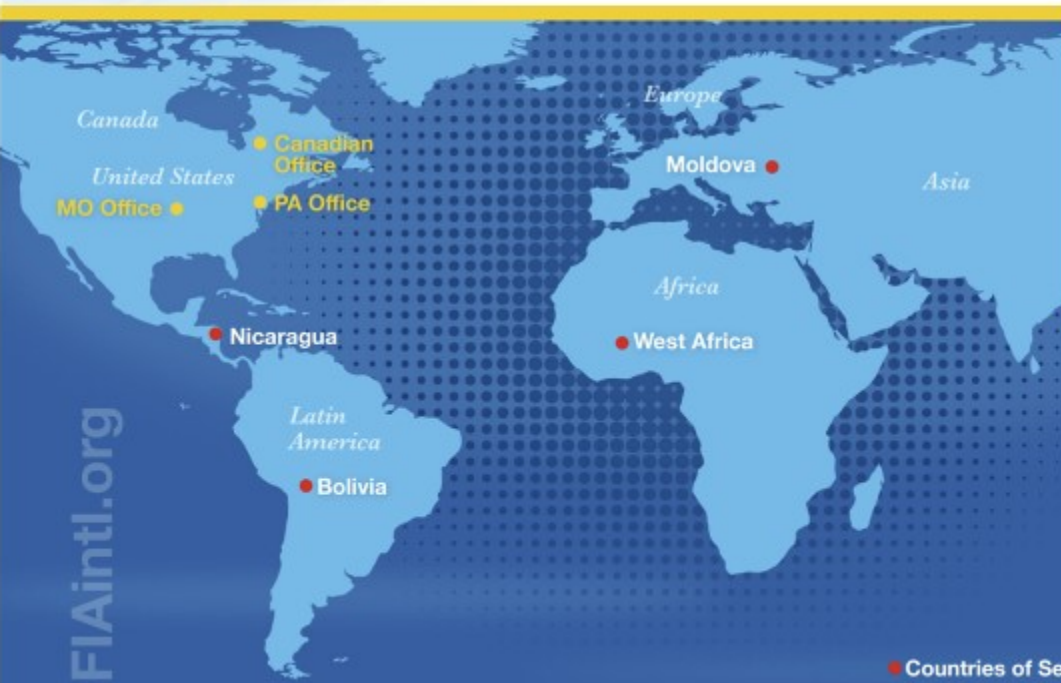 Canada
Europe
Canadian
Office
Moldova
United States
Asia
MO Office
PA Office
Africa
Nicaragua
West Africa
Latin
America
Bolivia
FIAintl.org
Countries of Se